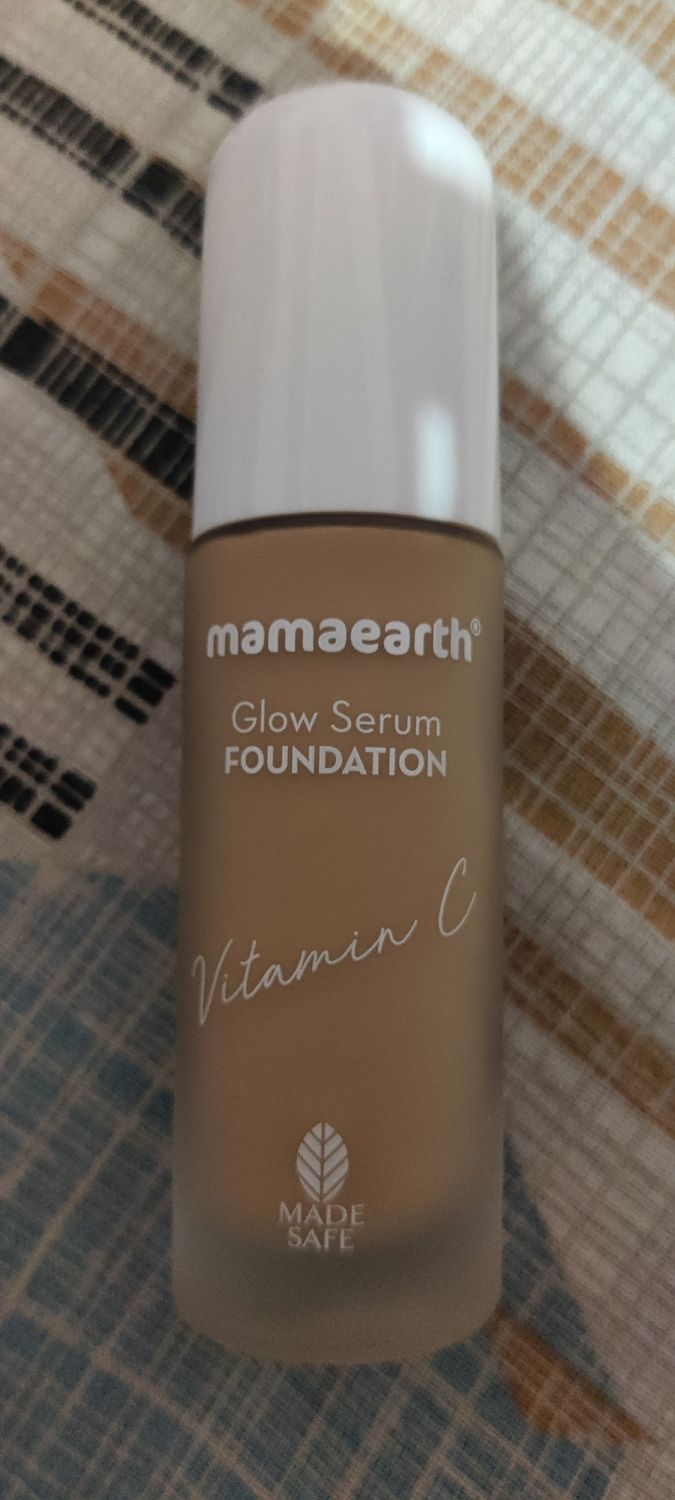 mamaearth®
Glow Serum
FOUNDATION
Vitamin C
MADE
SAFE